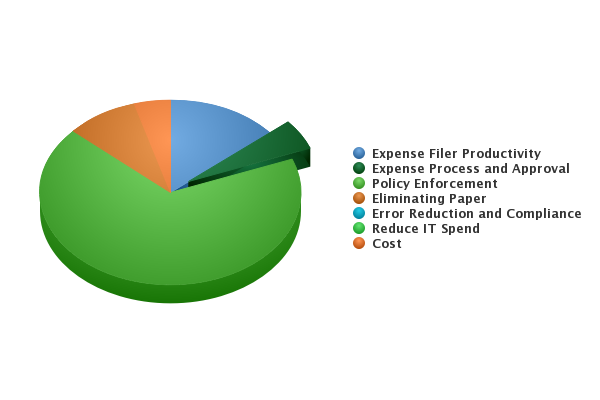 Expense Filer Productivity
Expense Process and Approval
Policy Enforcement
Eliminating Paper
Error Reduction and Compliance
Reduce IT Spend
Cost